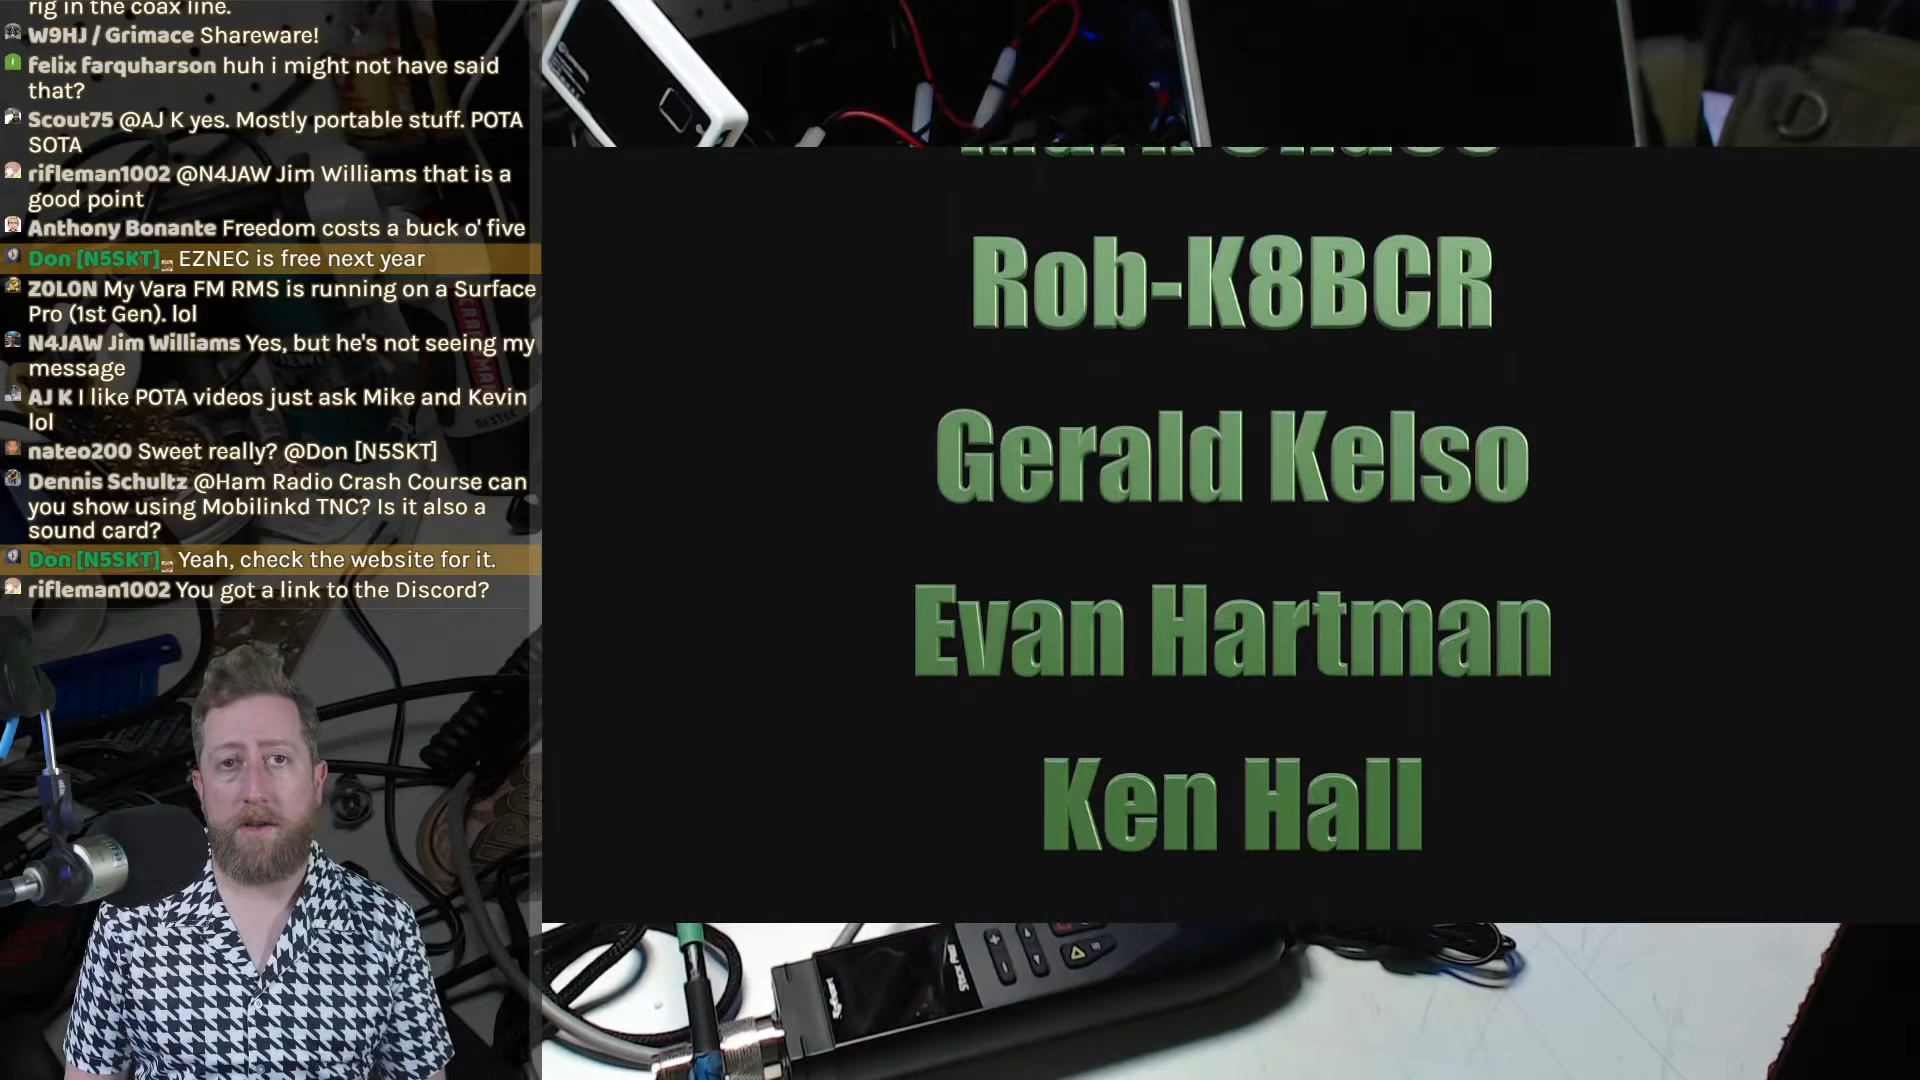 rig in the coax line.
W9HJ / Grimace Shareware!
felix farquharson huh i might not have said
that?
Scout75 @AJ K yes. Mostly portable stuff. POTA
SOTA
rifleman1002 @N4JAW Jim Williams that is a
good point
Anthony Bonante Freedom costs a buck o' five
Don [N5SKT] EZNEC is free next year
Z0L0N My Vara FM RMS is running on a Surface
Pro (1st Gen). lol
N4JAW Jim Williams Yes, but he's not seeing my
message
AJ K I like POTA videos just ask Mike and Kevin
lol
nateo200 Sweet really? @Don [N5SKT]
Dennis Schultz @Ham Radio Crash Course can
you show using Mobilinkd TNC? Is it also a
sound card?
Don [N5SKT] Yeah, check the website for it.
rifleman1002 You got a link to the Discord?
Rob-K8BCR
Gerald Kelso
Evan Hartman
Ken Hall